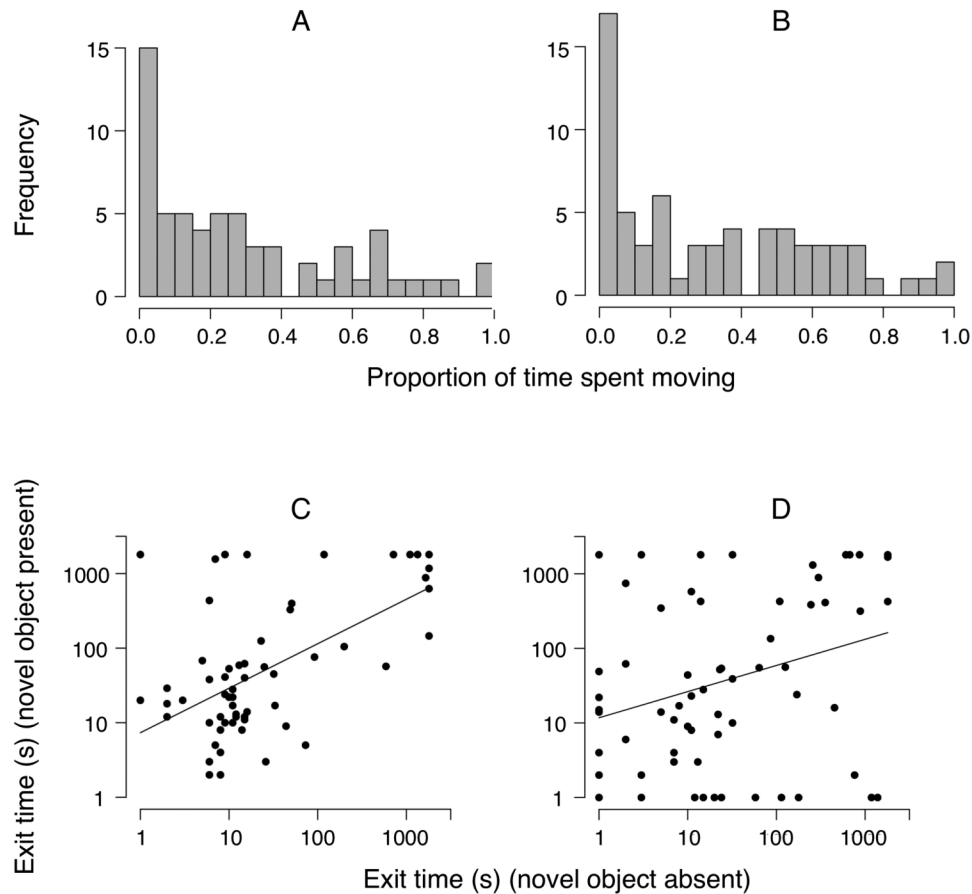 A
B
Frequency
15
10
5
0
0.0 0.2 0.4 0.6 0.8 1.0
15
10
5
0
0.0 0.2 0.4 0.6 0.8 1.0
Proportion of time spent moving
C
D
Exit time (s) (novel object present)
1000
100
10
1
1 10 100 1000
1000
100
10
1
1 10 100 1000
Exit time (s) (novel object absent)